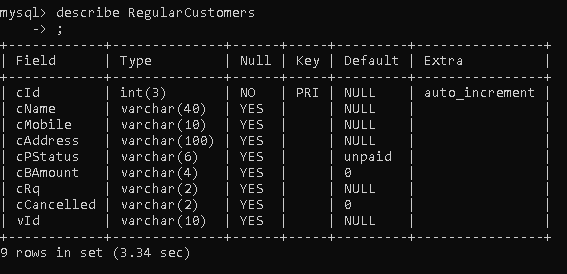 mysql> describe RegularCustomers
    -> ;
+------------+--------------+------+-----+---------+----------------+
| Field      | Type         | Null | Key | Default | Extra          |
+------------+--------------+------+-----+---------+----------------+
| cId        | int(3)       | NO   | PRI | NULL    | auto_increment |
| cName      | varchar(40)  | YES  |     | NULL    |                |
| cMobile    | varchar(10)  | YES  |     | NULL    |                |
| cAddress   | varchar(100) | YES  |     | NULL    |                |
| cPStatus   | varchar(6)   | YES  |     | unpaid  |                |
| cBAmount   | varchar(4)   | YES  |     | 0       |                |
| cRq        | varchar(2)   | YES  |     | NULL    |                |
| cCancelled | varchar(2)   | YES  |     | 0       |                |
| vId        | varchar(10)  | YES  |     | NULL    |                |
+------------+--------------+------+-----+---------+----------------+
9 rows in set (3.34 sec)